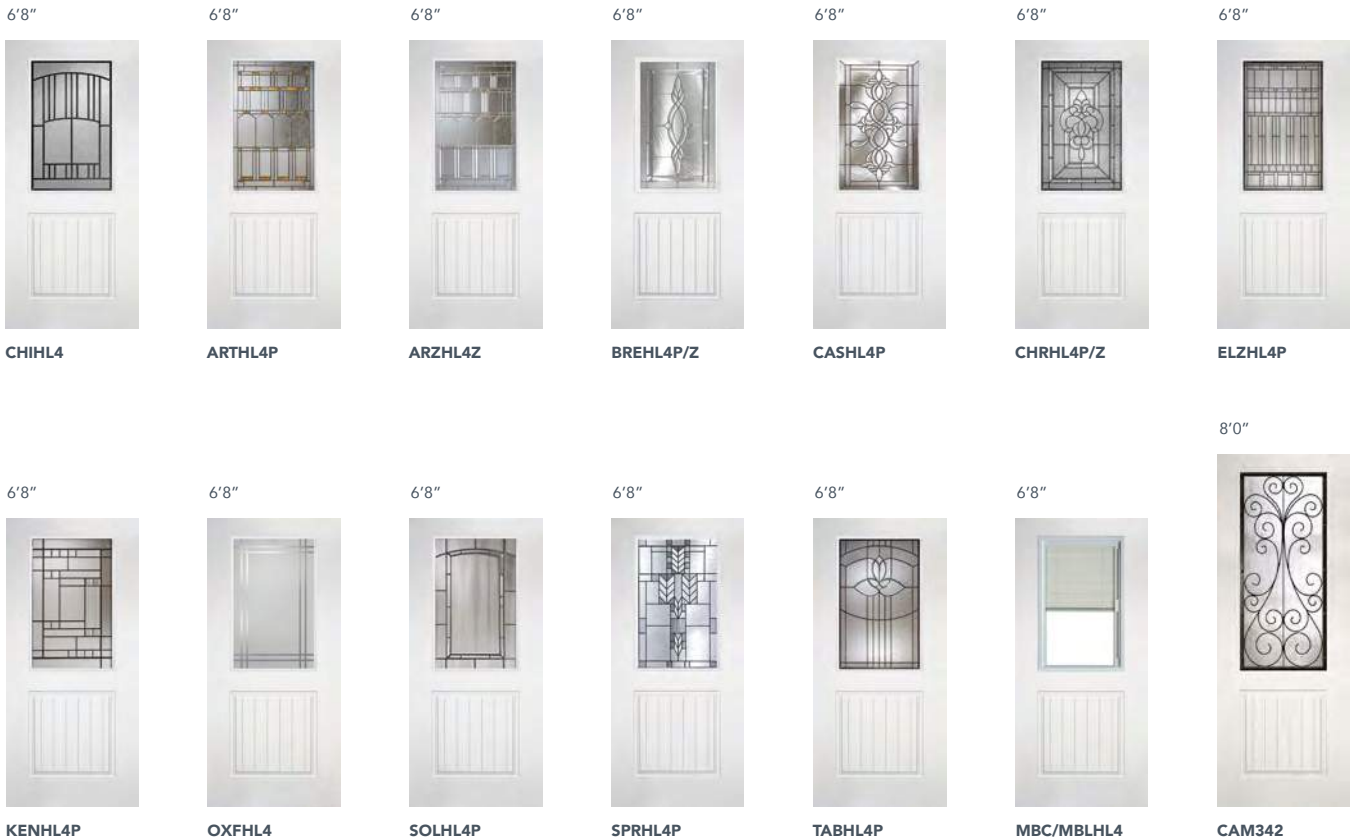 6’8”
6’8”
6’8”
6’8”
6’8”
6’8”
6’8”
CHIHL4
ARTHL4P
ARZHL4Z
BREHL4P/Z
CASHL4P
CHRHL4P/Z
ELZHL4P
8’0”
6’8”
6’8”
6’8”
6’8”
6’8”
6’8”
KENHL4P
OXFHL4
SOLHL4P
SPRHL4P
TABHL4P
MBC/MBLHL4
CAM342